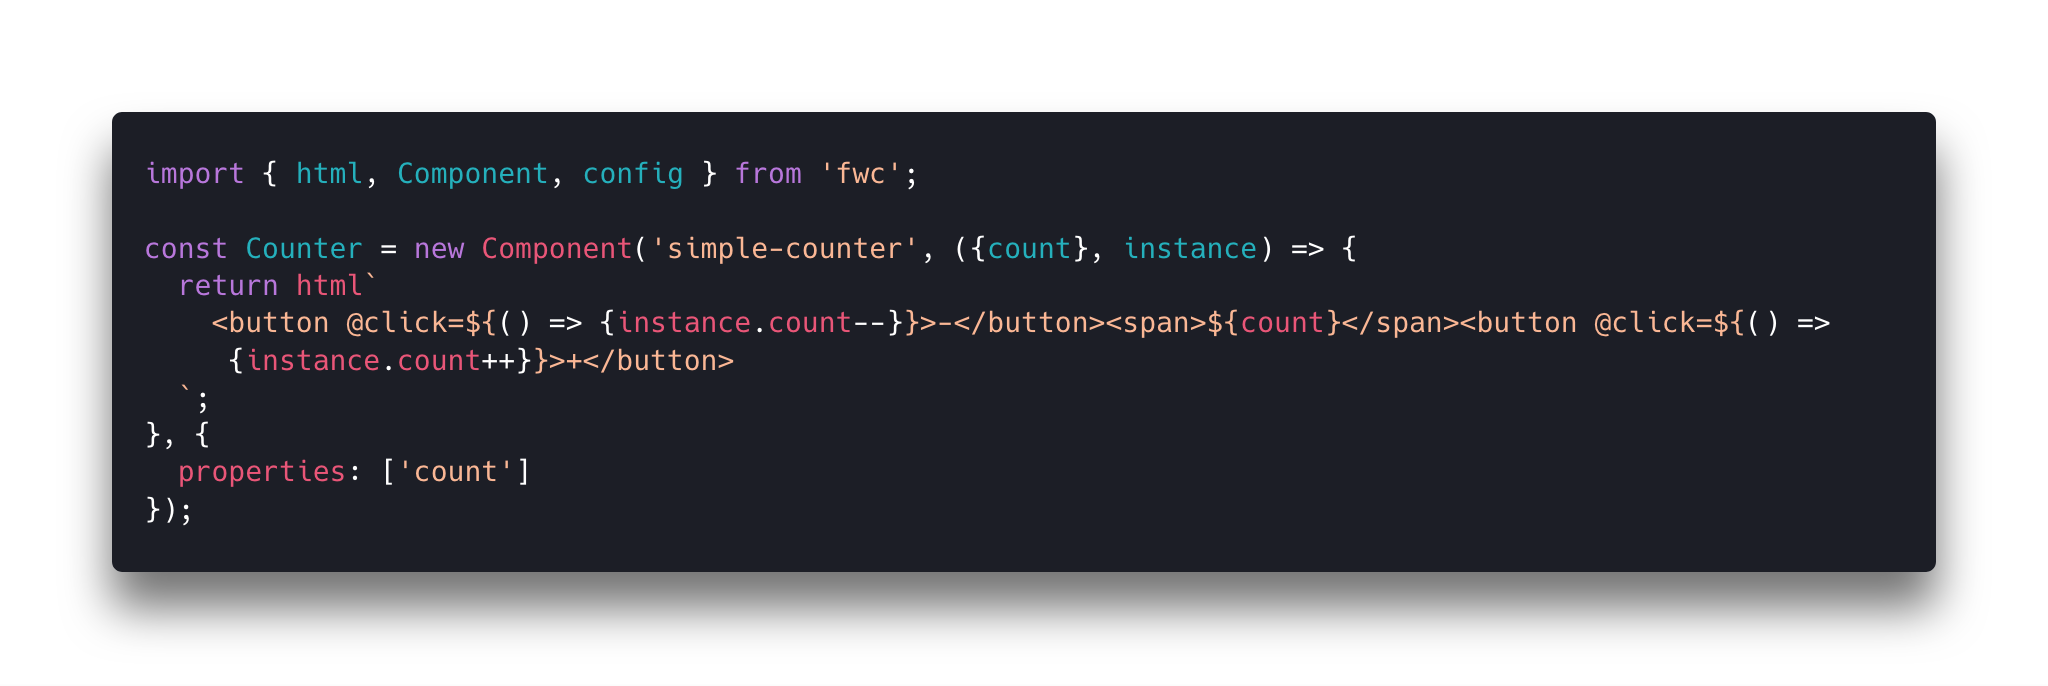 import { html, Component, config } from 'fwc';
const Counter = new Component('simple-counter', ({count}, instance) => {
  return html`
    <button @click=${() => {instance.count--}}>-</button><span>${count}</span><button @click=${() =>
     {instance.count++}}>+</button>
  `;
}, {
  properties: ['count']
});